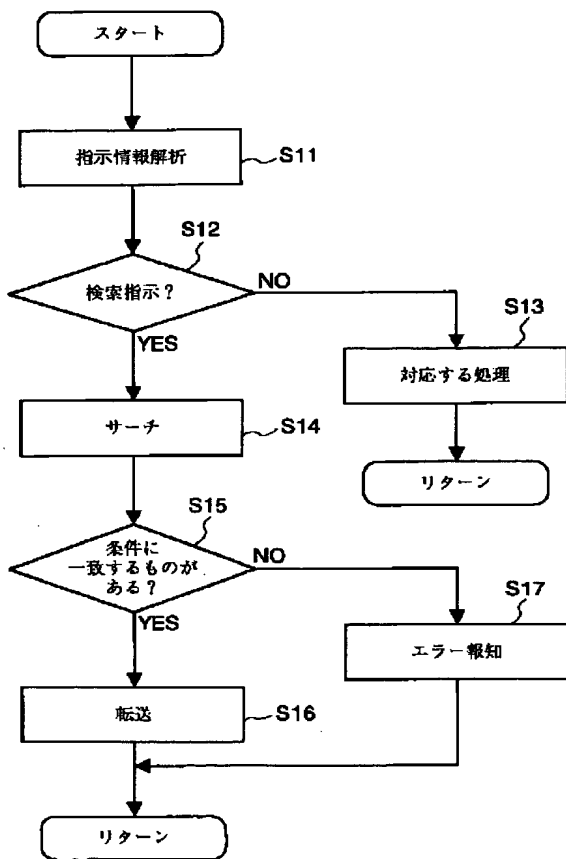 スタート
指示情報解析
S11
S12
検索指示？
NO
YES
S13
対応する処理
サーチ
S14
リターン
S15
条件に
一致するものが
ある？
NO
YES
S17
エラー報知
転送
S16
リターン